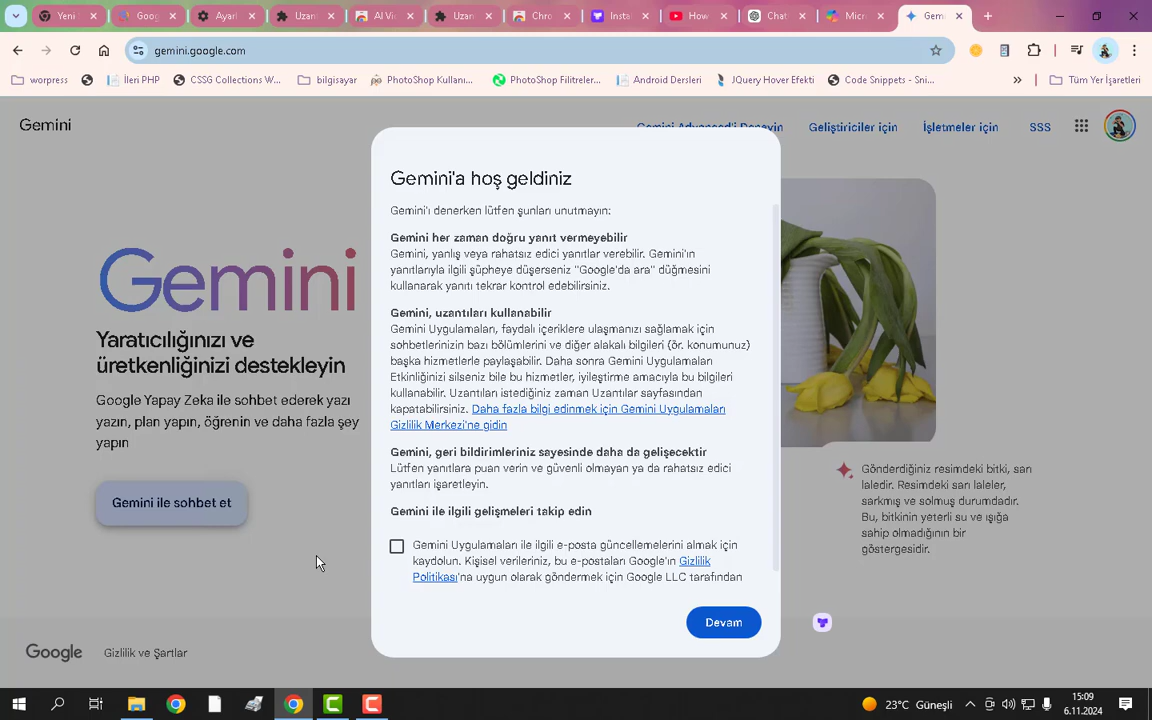 Yeni
Goog
Ayarl
Uzan
AI Vi
Uzan
Chro
Insta
How
Chat
Micr
Gem
gemini.google.com
worpress
İleri PHP
CSSG Collections W...
bilgisayar
PhotoShop Kullanı...
PhotoShop Filitreler...
Android Dersleri
JQuery Hover Efekti
Code Snippets - Sni...
Tüm Yer İşaretleri
Gemini
Gemini Advanced'i Deneyin
Geliştiriciler için
İşletmeler için
SSS
Gemini
Yaratıcılığınızı ve
üretkenliğinizi destekleyin
Google Yapay Zeka ile sohbet ederek yazı
yazın, plan yapın, öğrenin ve daha fazla şey
yapın
Gemini ile sohbet et
Gemini'a hoş geldiniz
Gemini'ı denerken lütfen şunları unutmayın:
Gemini her zaman doğru yanıt vermeyebilir
Gemini, yanlış veya rahatsız edici yanıtlar verebilir. Gemini'ın
yanıtlarıyla ilgili şüpheye düşerseniz "Google'da ara" düğmesini
kullanarak yanıtı tekrar kontrol edebilirsiniz.
Gemini, uzantıları kullanabilir
Gemini Uygulamaları, faydalı içeriklere ulaşmanızı sağlamak için
sohbetlerinizin bazı bölümlerini ve diğer alakalı bilgileri (ör. konumunuz)
başka hizmetlerle paylaşabilir. Daha sonra Gemini Uygulamaları
Etkinliğinizi silseniz bile bu hizmetler, iyileştirme amacıyla bu bilgileri
kullanabilir. Uzantıları istediğiniz zaman Uzantılar sayfasından
kapatabilirsiniz. Daha fazla bilgi edinmek için Gemini Uygulamaları
Gizlilik Merkezi'ne gidin
Gemini, geri bildirimleriniz sayesinde daha da gelişecektir
Lütfen yanıtlara puan verin ve güvenli olmayan ya da rahatsız edici
yanıtları işaretleyin.
Gemini ile ilgili gelişmeleri takip edin
Gemini Uygulamaları ile ilgili e-posta güncellemelerini almak için
kaydolun. Kişisel verileriniz, bu e-postaları Google'ın Gizlilik
Politikası'na uygun olarak göndermek için Google LLC tarafından
Devam
Gönderdiğiniz resimdeki bitki, sarı
laledir. Resimdeki sarı laleler,
sarkmış ve solmuş durumdadır.
Bu, bitkinin yeterli su ve ışığa
sahip olmadığının bir
göstergesidir.
Google
Gizlilik ve Şartlar
23°C Güneşli
15:09
6.11.2024